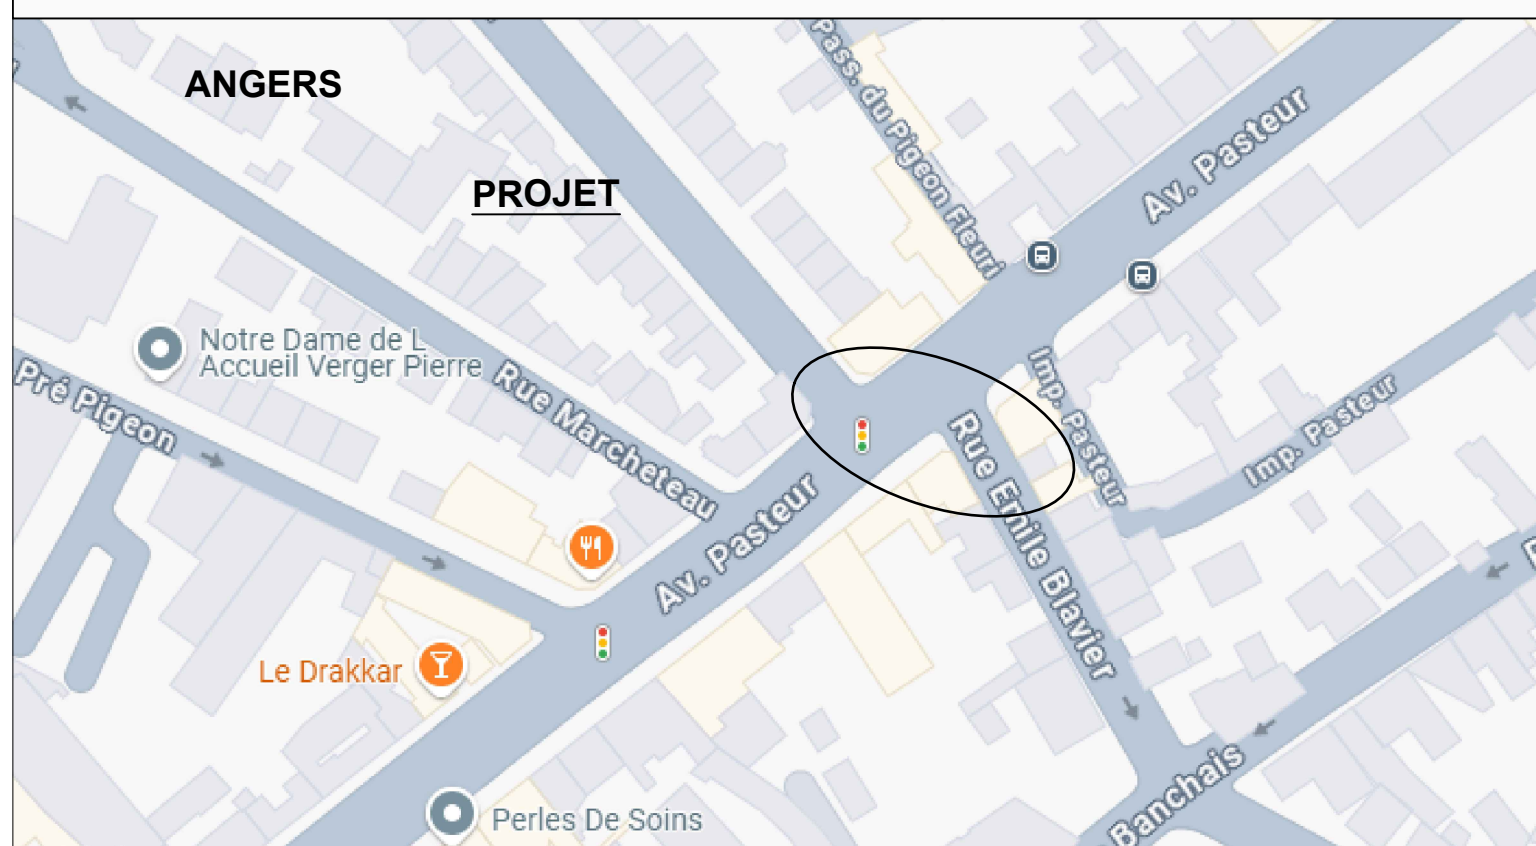 ANGERS
PROJET
Pass. du Pigeon Fleuri
Av. Pasteur
Notre Dame de L
Accueil Verger Pierre
Pré Pigeon
Rue Marcheteau
Imp. Pasteur
Imp. Pasteur
Rue Emile Blavier
Av. Pasteur
Le Drakkar
Perles De Soins
Banchais